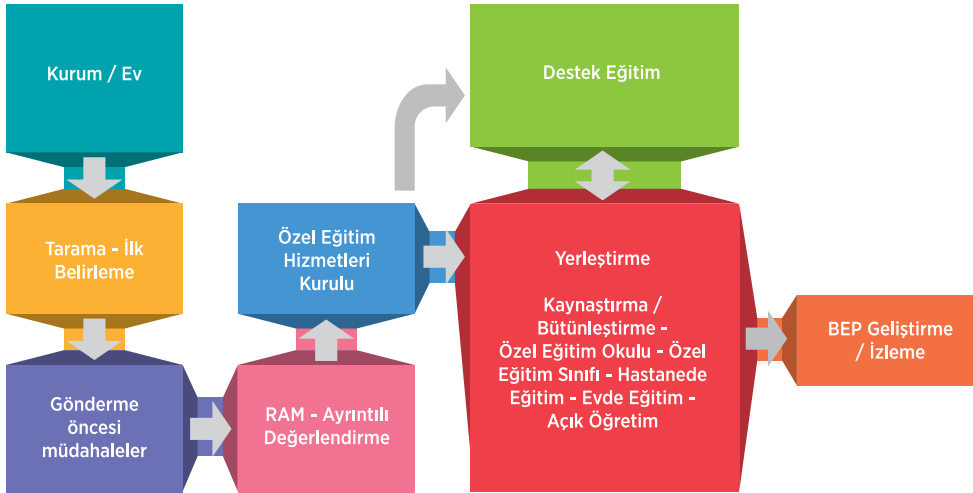 Kurum / Ev
Tarama - İlk
Belirleme
Gönderme
öncesi
müdahaleler
RAM - Ayrıntılı
Değerlendirme
Özel Eğitim
Hizmetleri
Kurulu
Destek Eğitim
Yerleştirme
Kaynaştırma /
Bütünleştirme -
Özel Eğitim Okulu - Özel
Eğitim Sınıfı - Hastanede
Eğitim - Evde Eğitim -
Açık Öğretim
BEP Geliştirme
/ İzleme